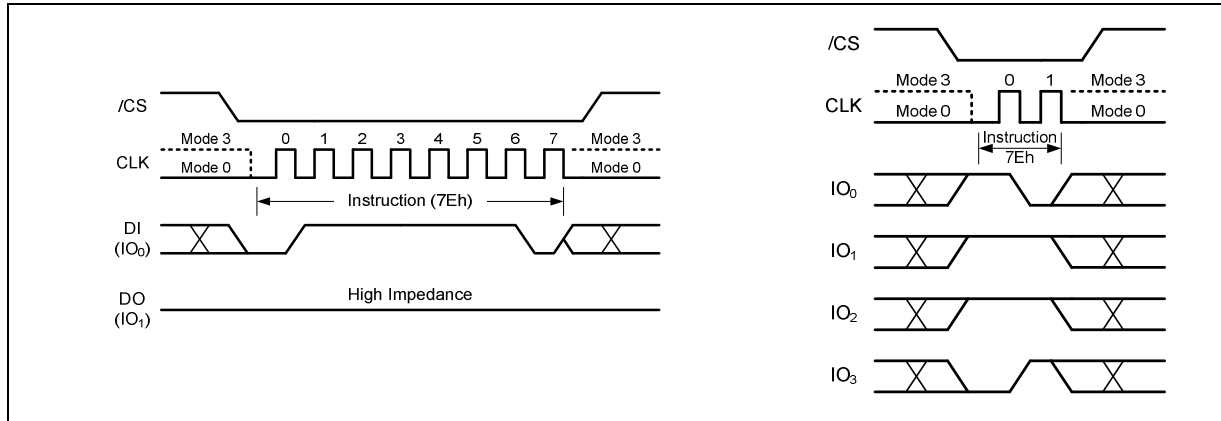 /CS
Mode 3
0 1 2 3 4 5 6 7
Mode 3
CLK
Mode 0
Mode 0
Instruction (7Eh)
DI
(IO₀)
DO
(IO₁)
High Impedance
/CS
Mode 3
0 1
Mode 3
CLK
Mode 0
Mode 0
Instruction
7Eh
IO₀
IO₁
IO₂
IO₃